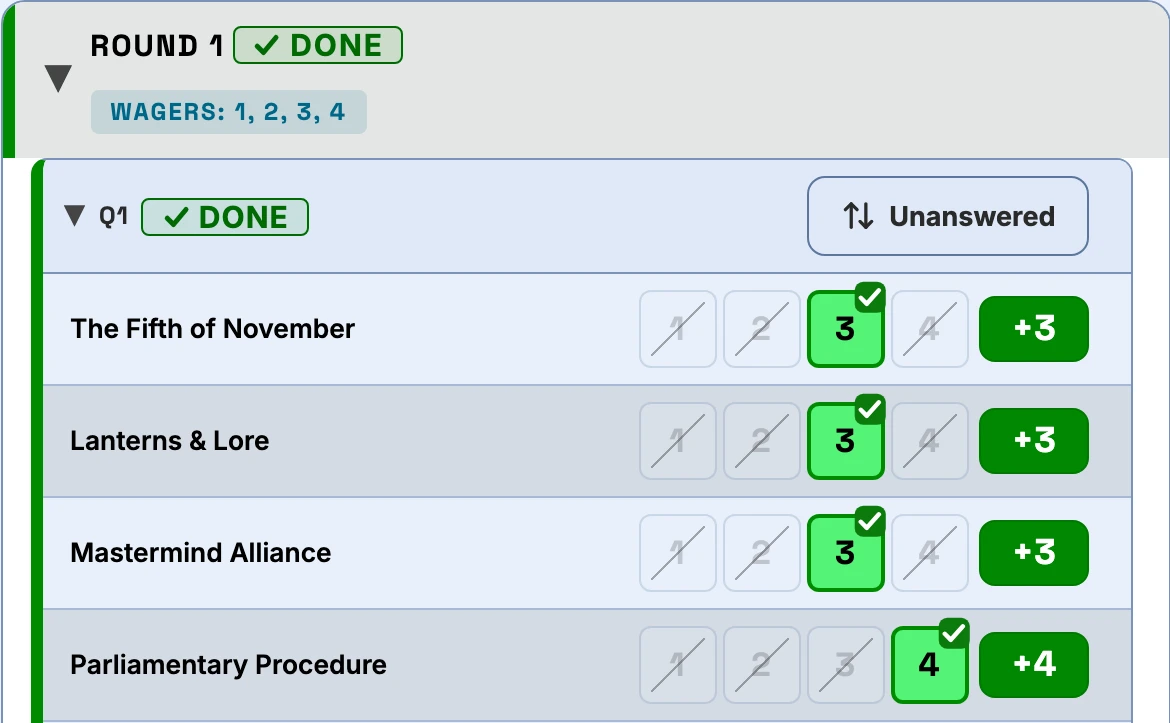 ▼ ROUND 1 ✓ DONE
WAGERS: 1, 2, 3, 4
▼ Q1 ✓ DONE ↑↓ Unanswered
The Fifth of November 1 2 3 4 +3
Lanterns & Lore 1 2 3 4 +3
Mastermind Alliance 1 2 3 4 +3
Parliamentary Procedure 1 2 3 4 +4